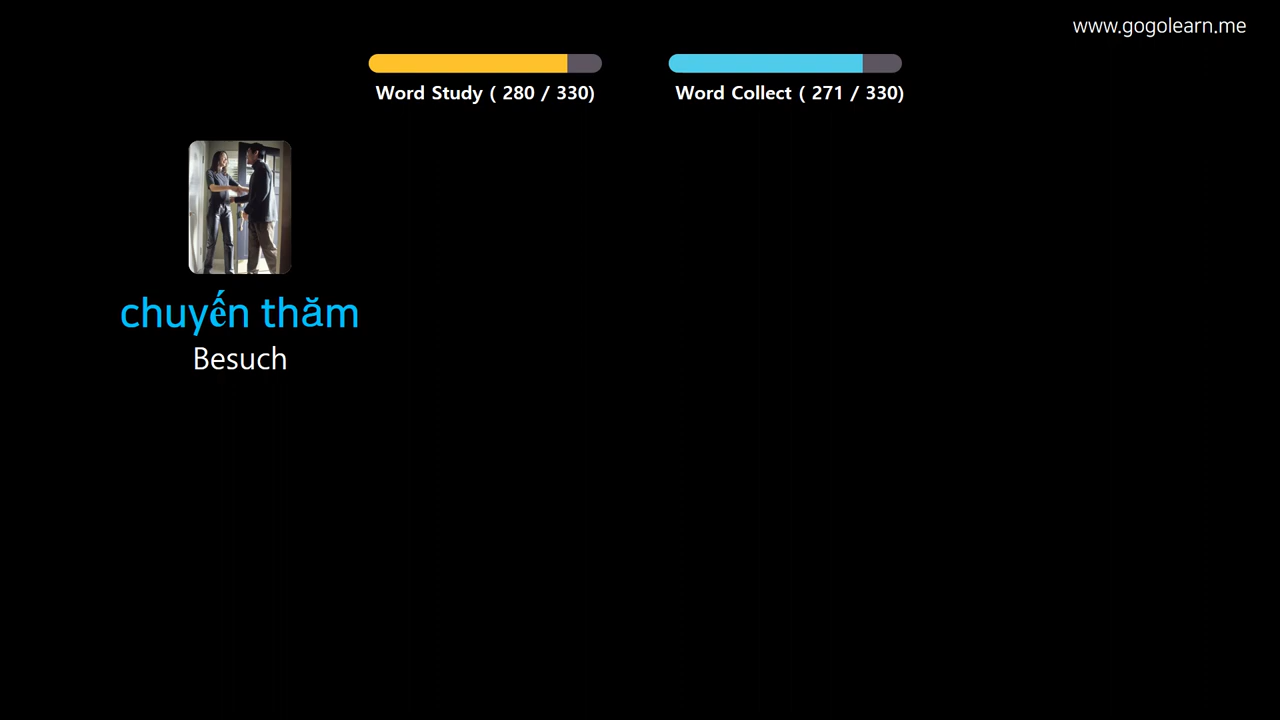 www.gogolearn.me
Word Study ( 280 / 330)
Word Collect ( 271 / 330)
chuyến thăm
Besuch